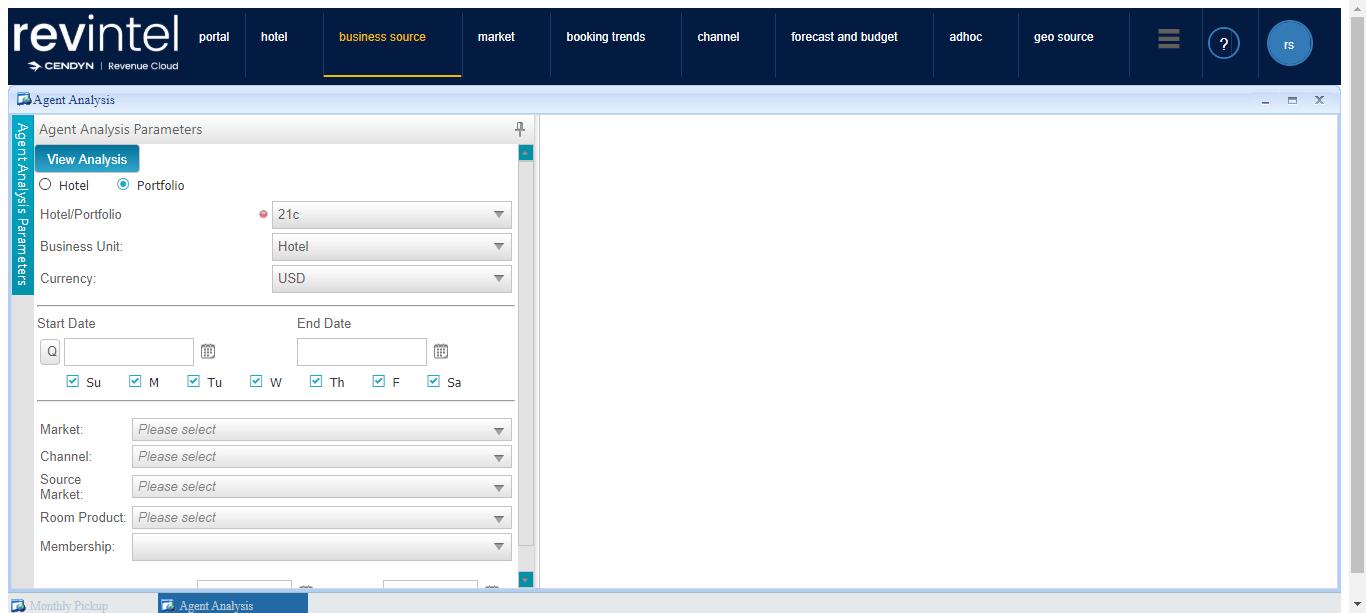 revintel
CENDYN | Revenue Cloud
portal hotel business source market booking trends channel forecast and budget adhoc geo source ? rs
Agent Analysis
Agent Analysis Parameters
Agent Analysis Parameters
View Analysis
Hotel Portfolio
Hotel/Portfolio 21c
Business Unit: Hotel
Currency: USD
Start Date End Date
Q
Su M Tu W Th F Sa
Market: Please select
Channel: Please select
Source
Market: Please select
Room Product: Please select
Membership:
Monthly Pickup Agent Analysis